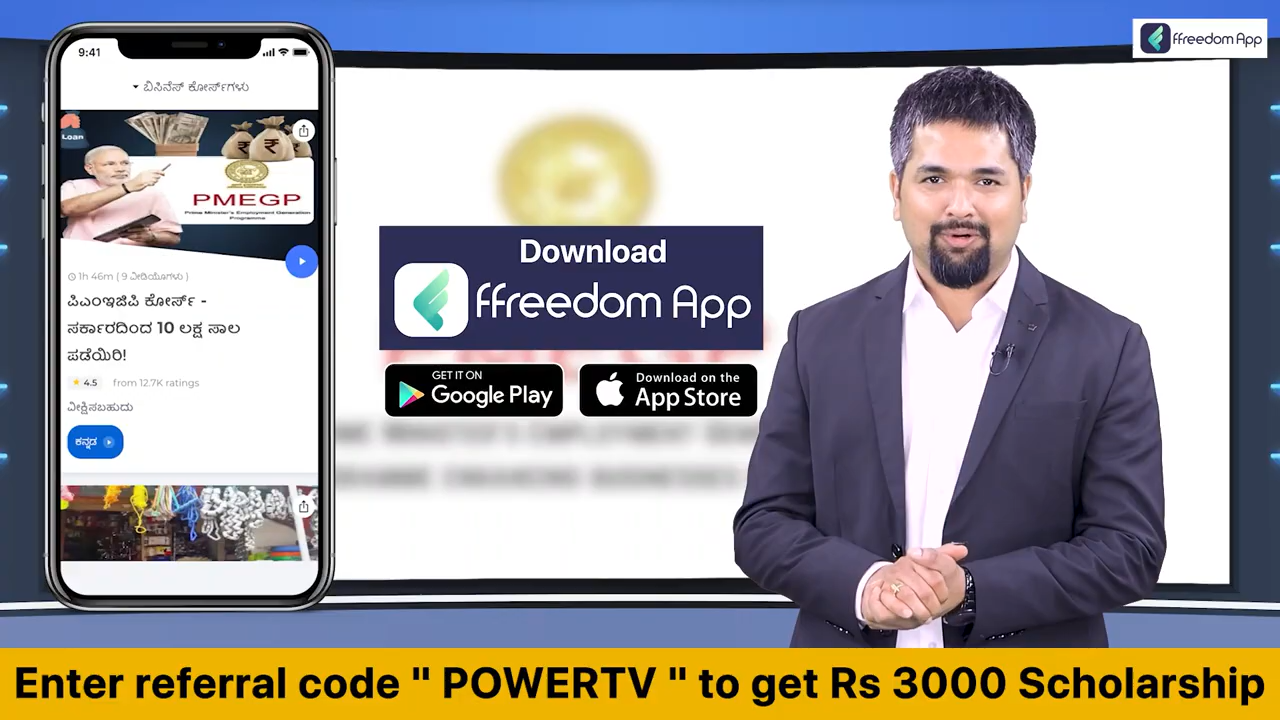 9:41
ಬಿಸಿನೆಸ್ ಕೋರ್ಸ್‌ಗಳು
Loan
PMEGP
Prime Minister's Employment Generation
Programme
1h 46m ( 9 ವೀಡಿಯೊಗಳು )
ಪಿಎಂಇಜಿಪಿ ಕೋರ್ಸ್ -
ಸರ್ಕಾರದಿಂದ 10 ಲಕ್ಷ ಸಾಲ
ಪಡೆಯಿರಿ!
4.5 from 12.7K ratings
ವೀಕ್ಷಿಸಬಹುದು
ಕನ್ನಡ
Download
ffreedom App
GET IT ON
Google Play
Download on the
App Store
ffreedom App
Enter referral code " POWERTV " to get Rs 3000 Scholarship